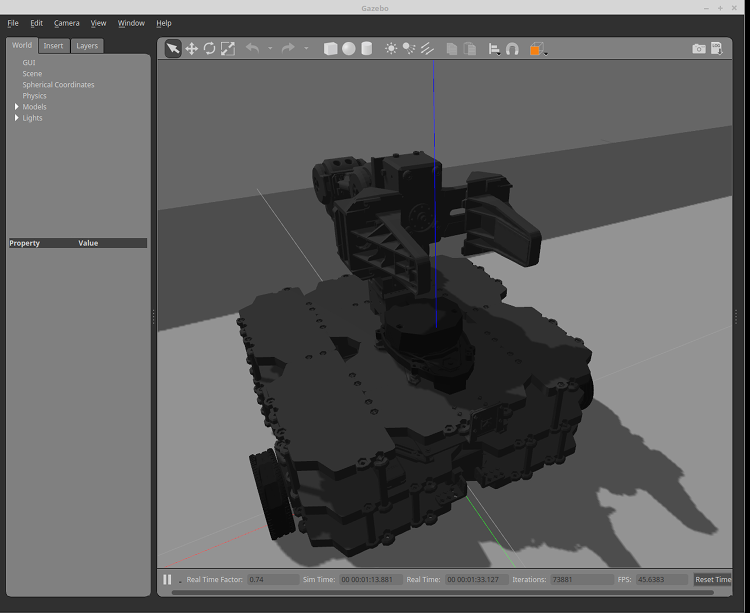 Gazebo
File Edit Camera View Window Help
World Insert Layers
GUI
Scene
Spherical Coordinates
Physics
Models
Lights
Property Value
Real Time Factor: 0.74 Sim Time: 00 00:01:13.881 Real Time: 00 00:01:33.127 Iterations: 73881 FPS: 45.6383 Reset Time